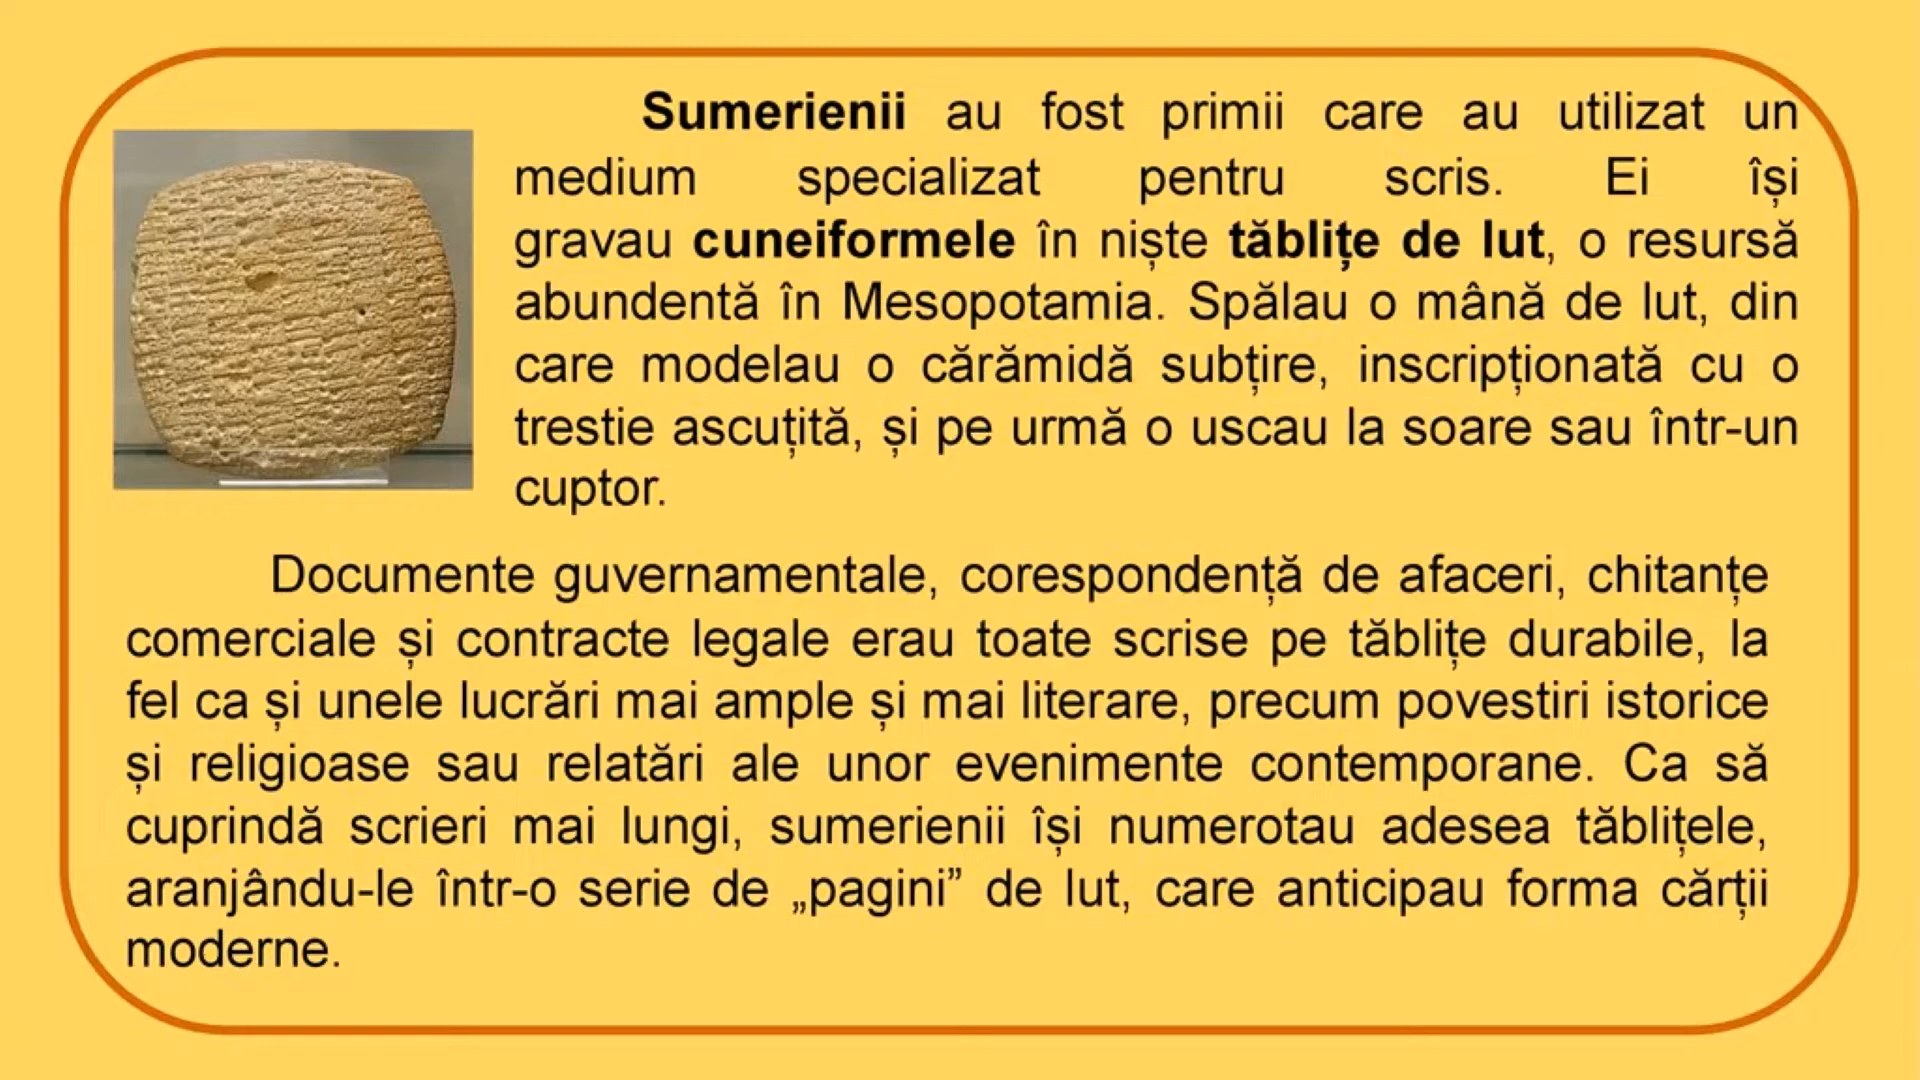 Sumerienii au fost primii care au utilizat un
medium specializat pentru scris. Ei își
gravau cuneiformele în niște tăblițe de lut, o resursă
abundentă în Mesopotamia. Spălau o mână de lut, din
care modelau o cărămidă subțire, inscripționată cu o
trestie ascuțită, și pe urmă o uscau la soare sau într-un
cuptor.
Documente guvernamentale, corespondență de afaceri, chitanțe
comerciale și contracte legale erau toate scrise pe tăblițe durabile, la
fel ca și unele lucrări mai ample și mai literare, precum povestiri istorice
și religioase sau relatări ale unor evenimente contemporane. Ca să
cuprindă scrieri mai lungi, sumerienii își numerotau adesea tăblițele,
aranjându-le într-o serie de „pagini” de lut, care anticipau forma cărții
moderne.